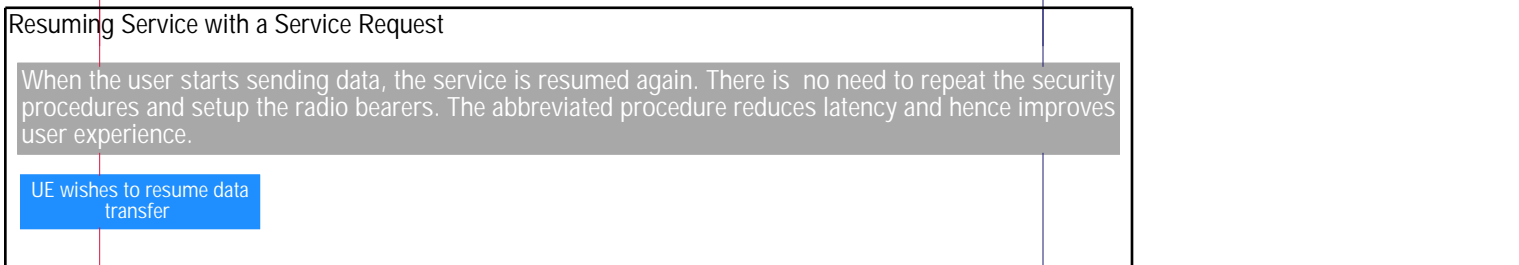 Resuming Service with a Service Request
When the user starts sending data, the service is resumed again. There is  no need to repeat the security
procedures and setup the radio bearers. The abbreviated procedure reduces latency and hence improves
user experience.
UE wishes to resume data
transfer